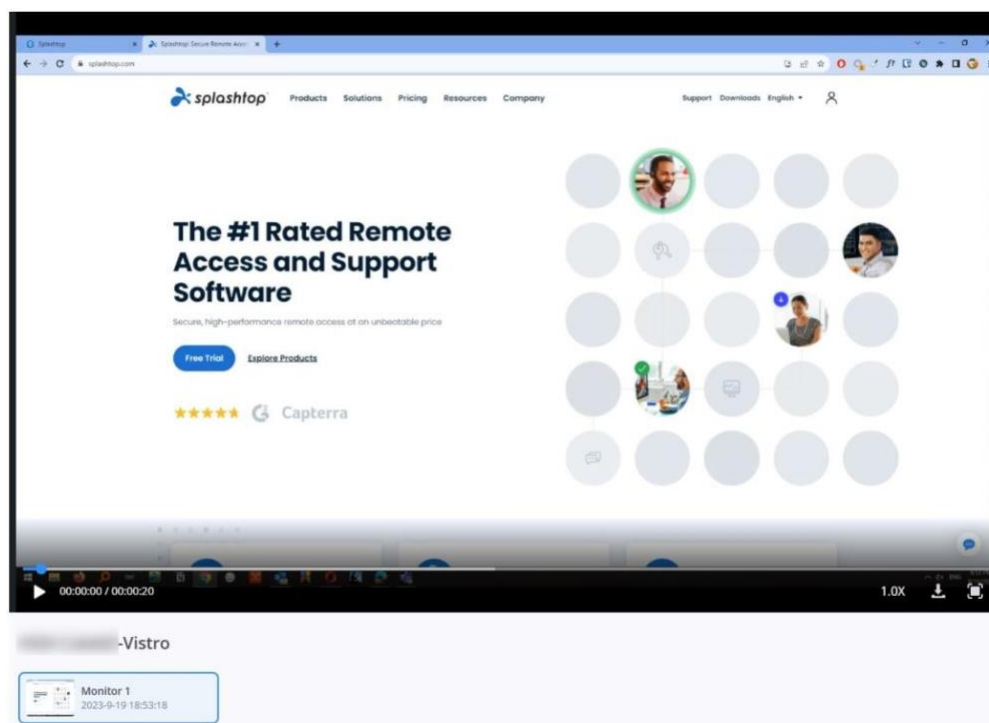 Splashtop
Splashtop Secure Remote Acce
splashtop.com
splashtop
Products Solutions Pricing Resources Company
Support Downloads English
The #1 Rated Remote
Access and Support
Software
Secure, high-performance remote access at an unbeatable price
Free Trial Explore Products
Capterra
00:00:00 / 00:00:20
1.0X
-Vistro
Monitor 1
2023-9-19 18:53:18